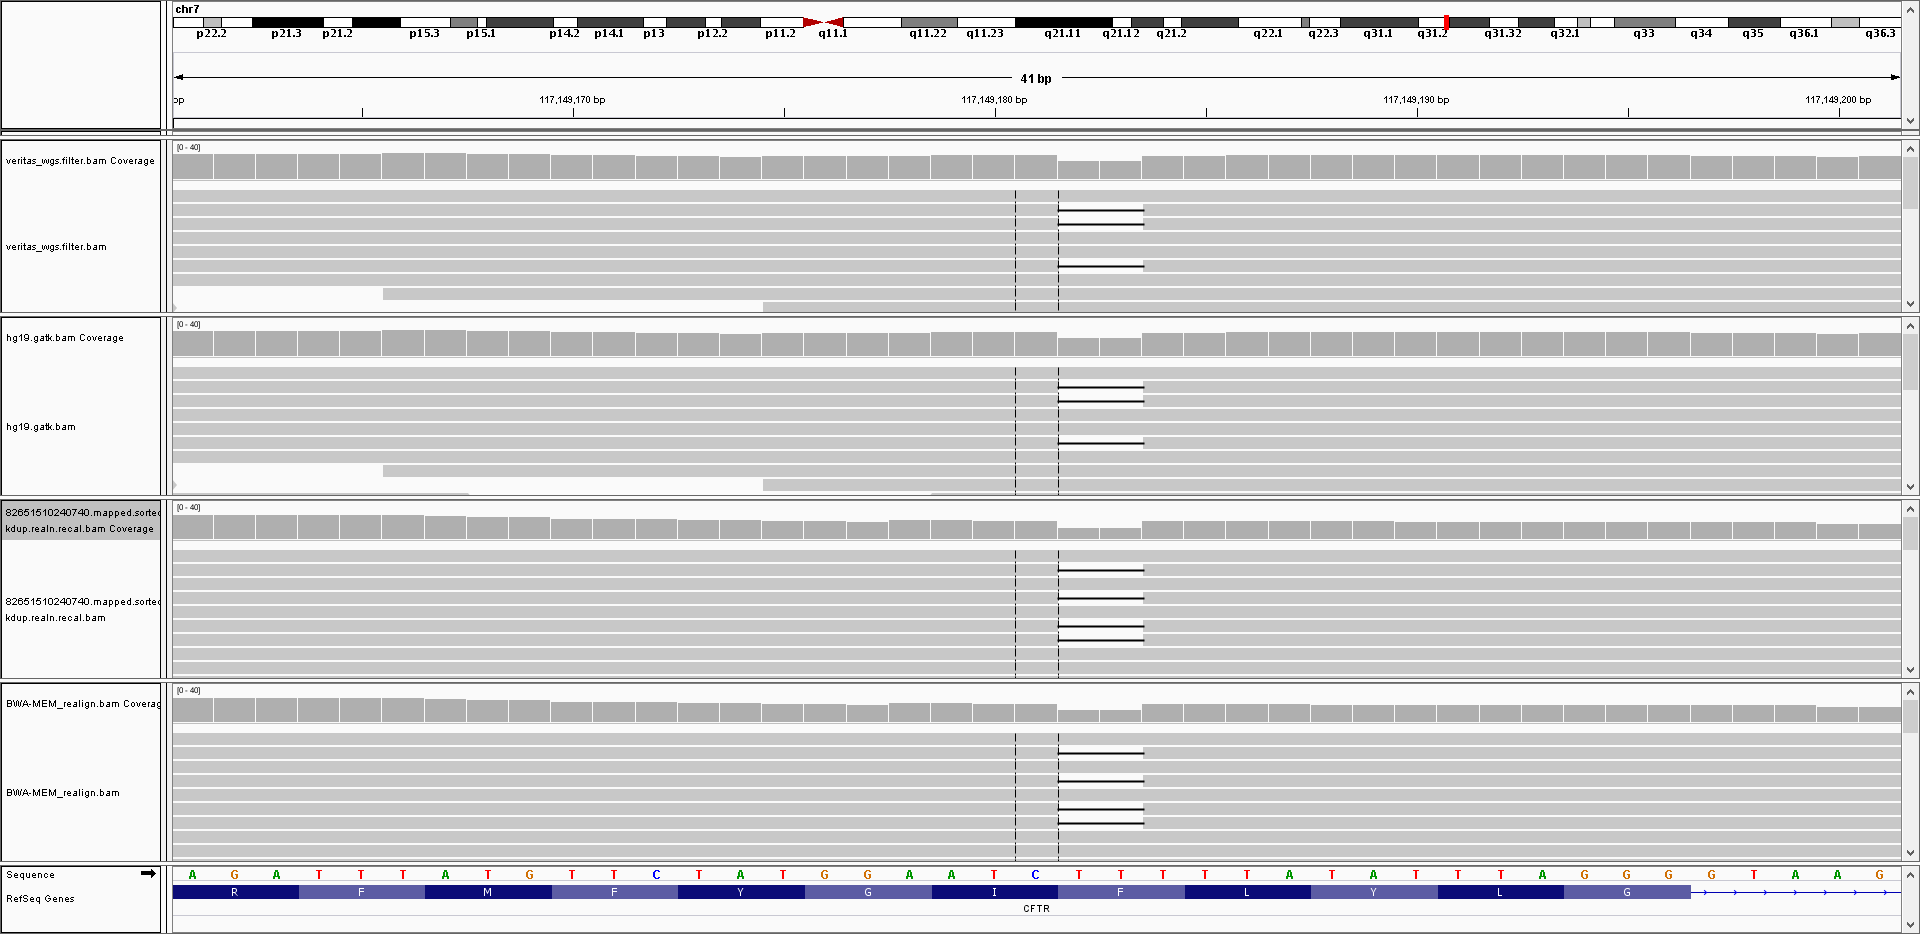 chr7
p22.2 p21.3 p21.2 p15.3 p15.1 p14.2 p14.1 p13 p12.2 p11.2 q11.1 q11.22 q11.23 q21.11 q21.12 q21.2 q22.1 q22.3 q31.1 q31.2 q31.32 q32.1 q33 q34 q35 q36.1 q36.3
41 bp
bp 117,149,170 bp 117,149,180 bp 117,149,190 bp 117,149,200 bp
[0 - 40]
veritas_wgs.filter.bam Coverage
veritas_wgs.filter.bam
[0 - 40]
hg19.gatk.bam Coverage
hg19.gatk.bam
[0 - 40]
82651510240740.mapped.sorted
kdup.realn.recal.bam Coverage
82651510240740.mapped.sorted
kdup.realn.recal.bam
[0 - 40]
BWA-MEM_realign.bam Coverag
BWA-MEM_realign.bam
Sequence A G A T T T A T G T T C T A T G G A A T C T T T T T A T A T T T A G G G G T A A G
RefSeq Genes R F M F Y G I F L Y L G
CFTR